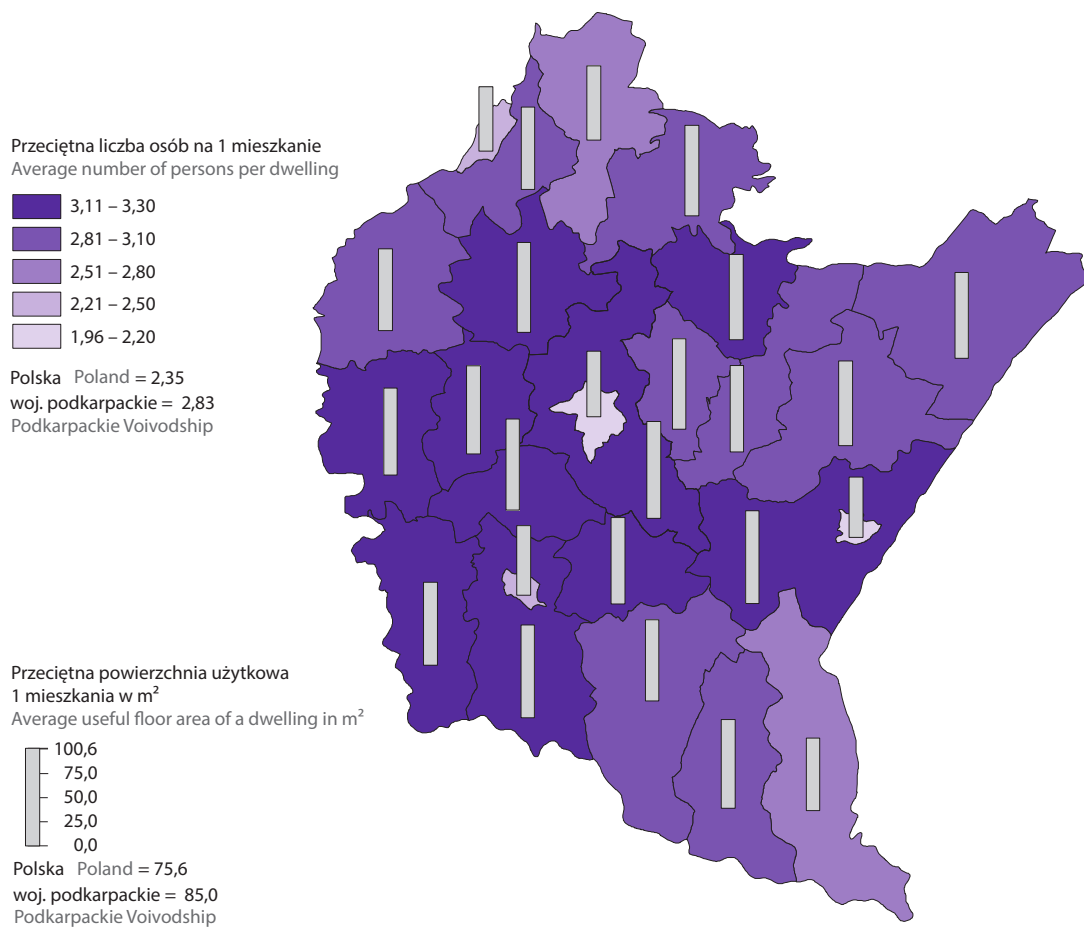 Przeciętna liczba osób na 1 mieszkanie
Average number of persons per dwelling
3,11 – 3,30
2,81 – 3,10
2,51 – 2,80
2,21 – 2,50
1,96 – 2,20
Polska Poland = 2,35
woj. podkarpackie = 2,83
Podkarpackie Voivodship
Przeciętna powierzchnia użytkowa
1 mieszkania w m²
Average useful floor area of a dwelling in m²
100,6
75,0
50,0
25,0
0,0
Polska Poland = 75,6
woj. podkarpackie = 85,0
Podkarpackie Voivodship